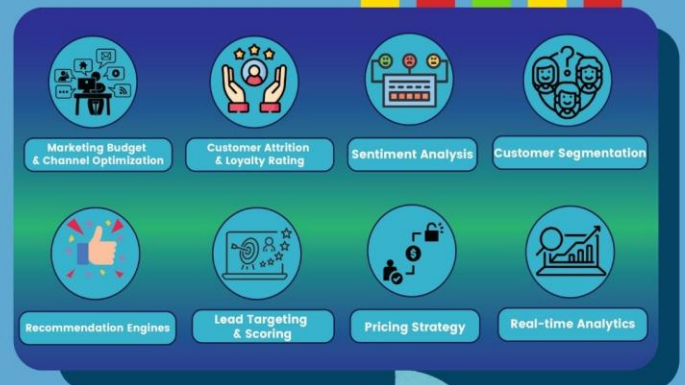 Marketing Budget
& Channel Optimization
Customer Attrition
& Loyalty Rating
Sentiment Analysis
Customer Segmentation
Recommendation Engines
Lead Targeting
& Scoring
Pricing Strategy
Real-time Analytics